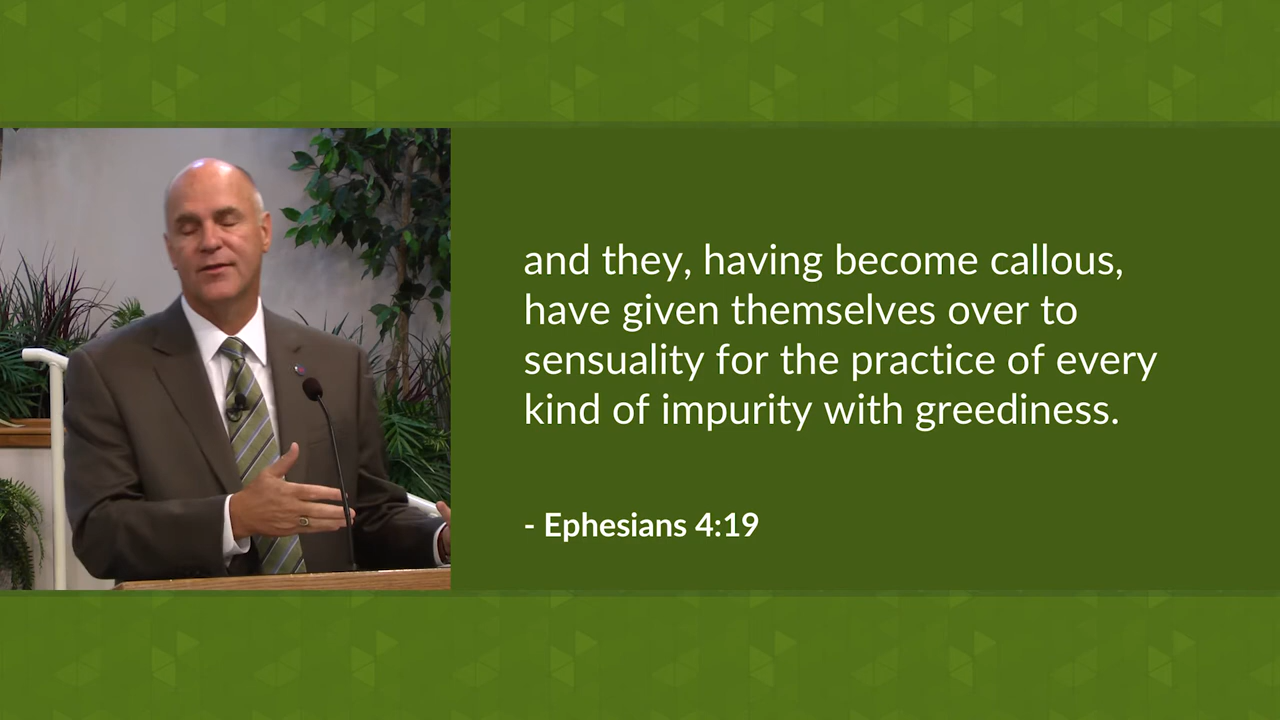 and they, having become callous,
have given themselves over to
sensuality for the practice of every
kind of impurity with greediness.
- Ephesians 4:19